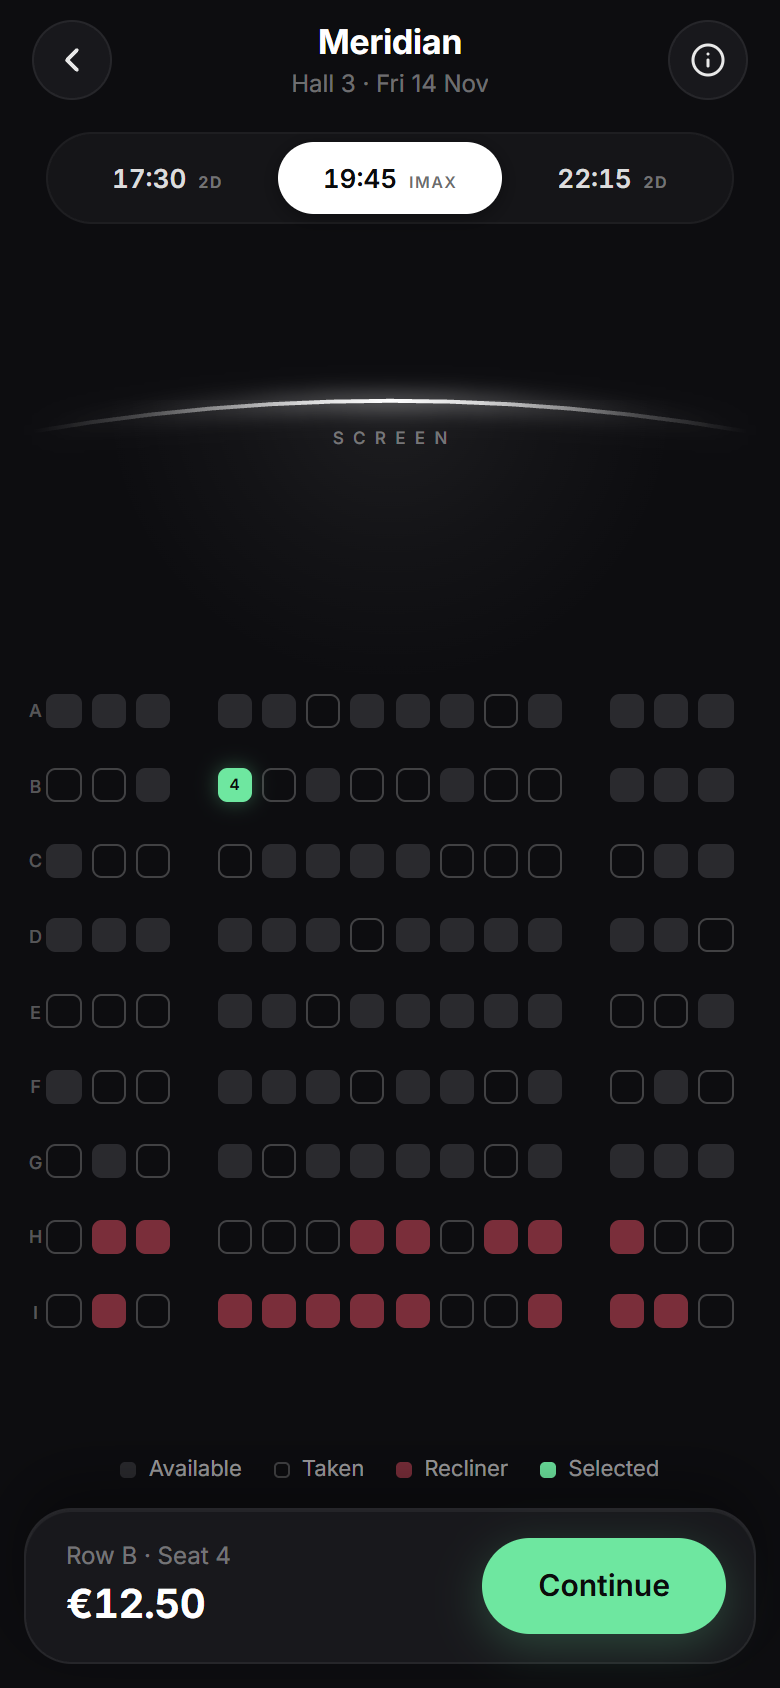 Meridian
Hall 3 · Fri 14 Nov
17:30 2D 19:45 IMAX 22:15 2D
SCREEN
A
B 4
C
D
E
F
G
H
I
Available Taken Recliner Selected
Row B · Seat 4
€12.50
Continue